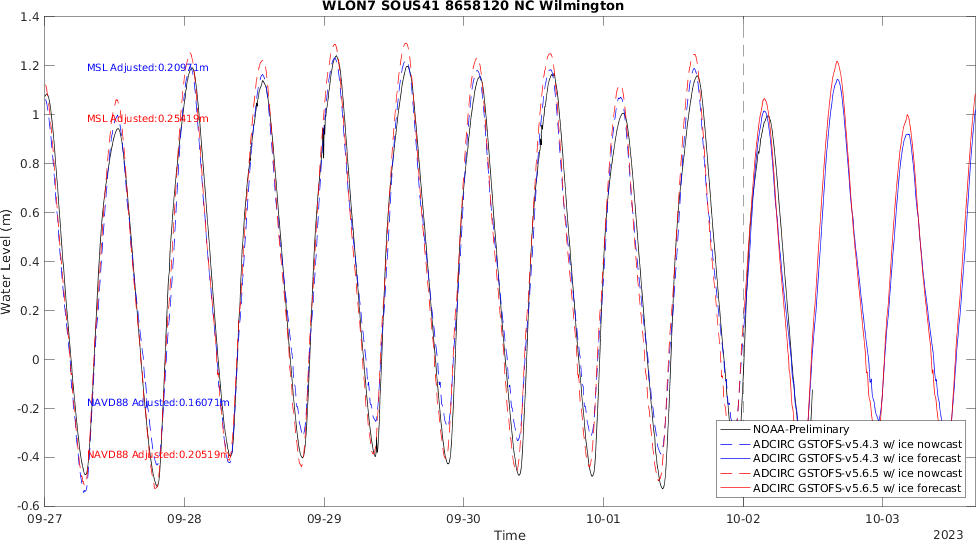 WLON7 SOUS41 8658120 NC Wilmington
1.4
1.2
1
0.8
0.6
0.4
0.2
0
-0.2
-0.4
-0.6
Water Level (m)
MSL Adjusted:0.20971m
MSL Adjusted:0.25419m
NAVD88 Adjusted:0.16071m
NAVD88 Adjusted:0.20519m
NOAA-Preliminary
ADCIRC GSTOFS-v5.4.3 w/ ice nowcast
ADCIRC GSTOFS-v5.4.3 w/ ice forecast
ADCIRC GSTOFS-v5.6.5 w/ ice nowcast
ADCIRC GSTOFS-v5.6.5 w/ ice forecast
09-27 09-28 09-29 09-30 10-01 10-02 10-03
Time
2023